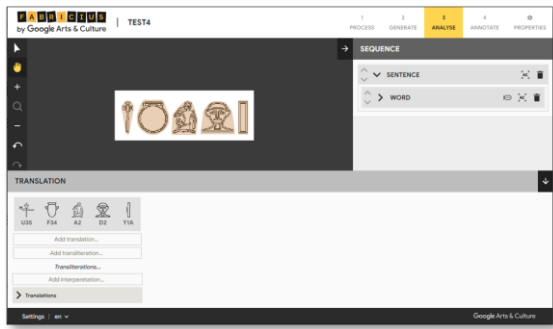 FABRICIUS
by Google Arts & Culture
TEST4
1 2 3 4
PROCESS GENERATE ANALYSE ANNOTATE PROPERTIES
SEQUENCE
SENTENCE
WORD
TRANSLATION
U35 F34 A2 D2 Y1A
Add translation...
Add transliteration...
Transliterations...
Add interpretation...
Translations
Settings | en
Google Arts & Culture